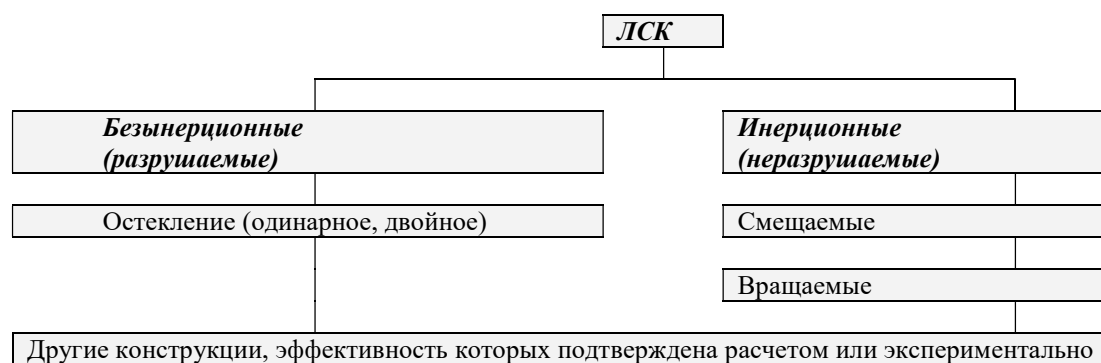 ЛСК
Безынерционные
(разрушаемые)
Инерционные
(неразрушаемые)
Остекление (одинарное, двойное)
Смещаемые
Вращаемые
Другие конструкции, эффективность которых подтверждена расчетом или экспериментально